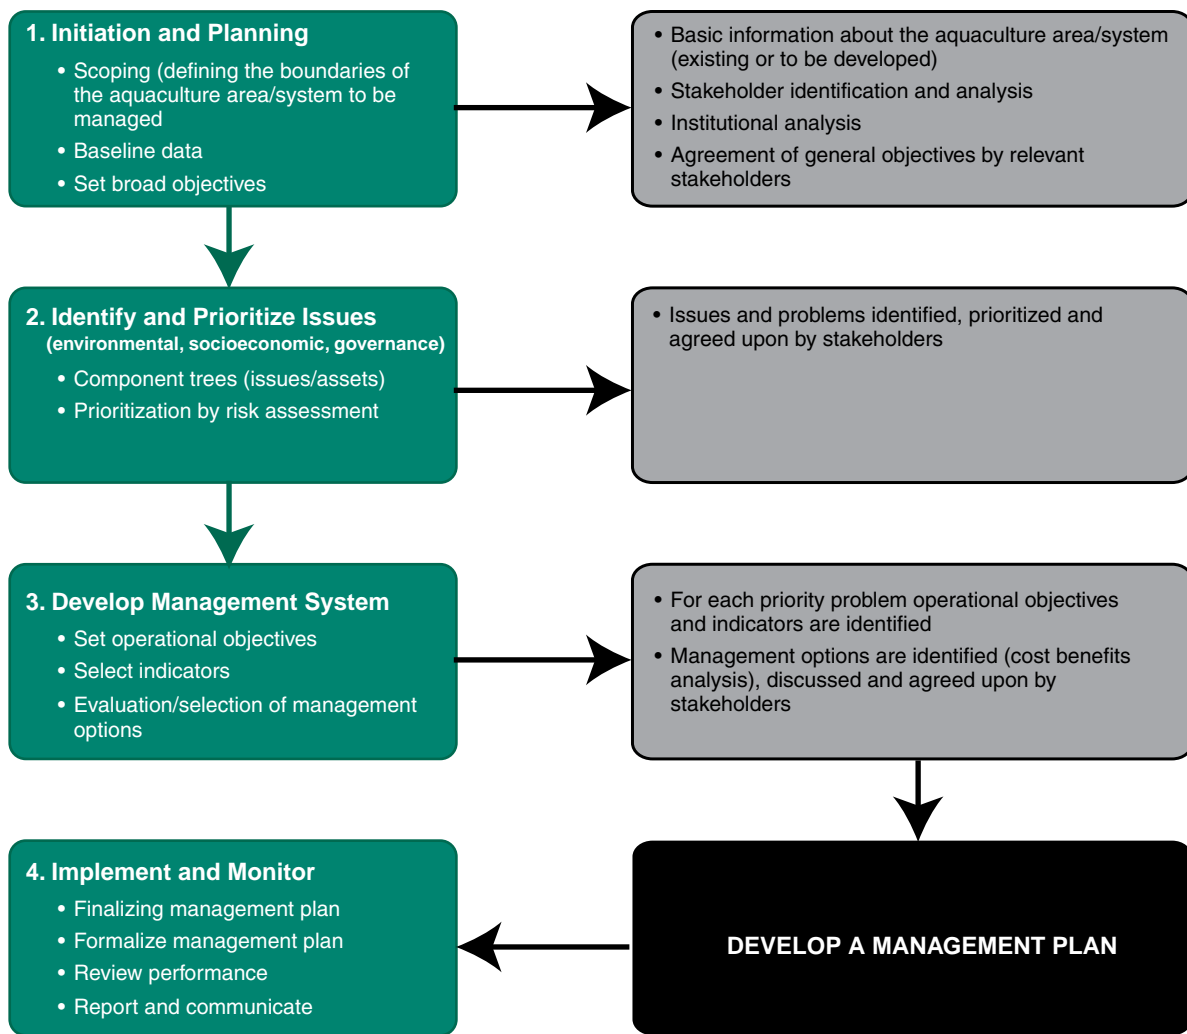 1. Initiation and Planning
• Scoping (defining the boundaries of
the aquaculture area/system to be
managed
• Baseline data
• Set broad objectives
• Basic information about the aquaculture area/system
(existing or to be developed)
• Stakeholder identification and analysis
• Institutional analysis
• Agreement of general objectives by relevant
stakeholders
2. Identify and Prioritize Issues
(environmental, socioeconomic, governance)
• Component trees (issues/assets)
• Prioritization by risk assessment
• Issues and problems identified, prioritized and
agreed upon by stakeholders
3. Develop Management System
• Set operational objectives
• Select indicators
• Evaluation/selection of management
options
• For each priority problem operational objectives
and indicators are identified
• Management options are identified (cost benefits
analysis), discussed and agreed upon by
stakeholders
4. Implement and Monitor
• Finalizing management plan
• Formalize management plan
• Review performance
• Report and communicate
DEVELOP A MANAGEMENT PLAN